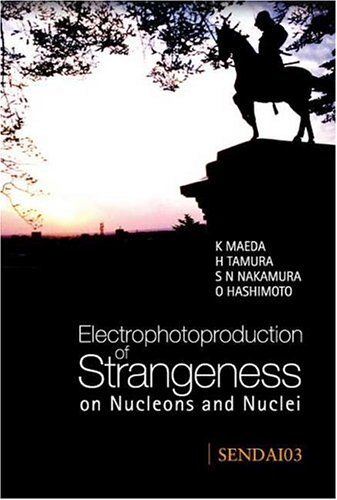 K MAEDA
H TAMURA
S N NAKAMURA
O HASHIMOTO
Electrophotoproduction
of
Strangeness
on Nucleons and Nuclei
SENDAI03